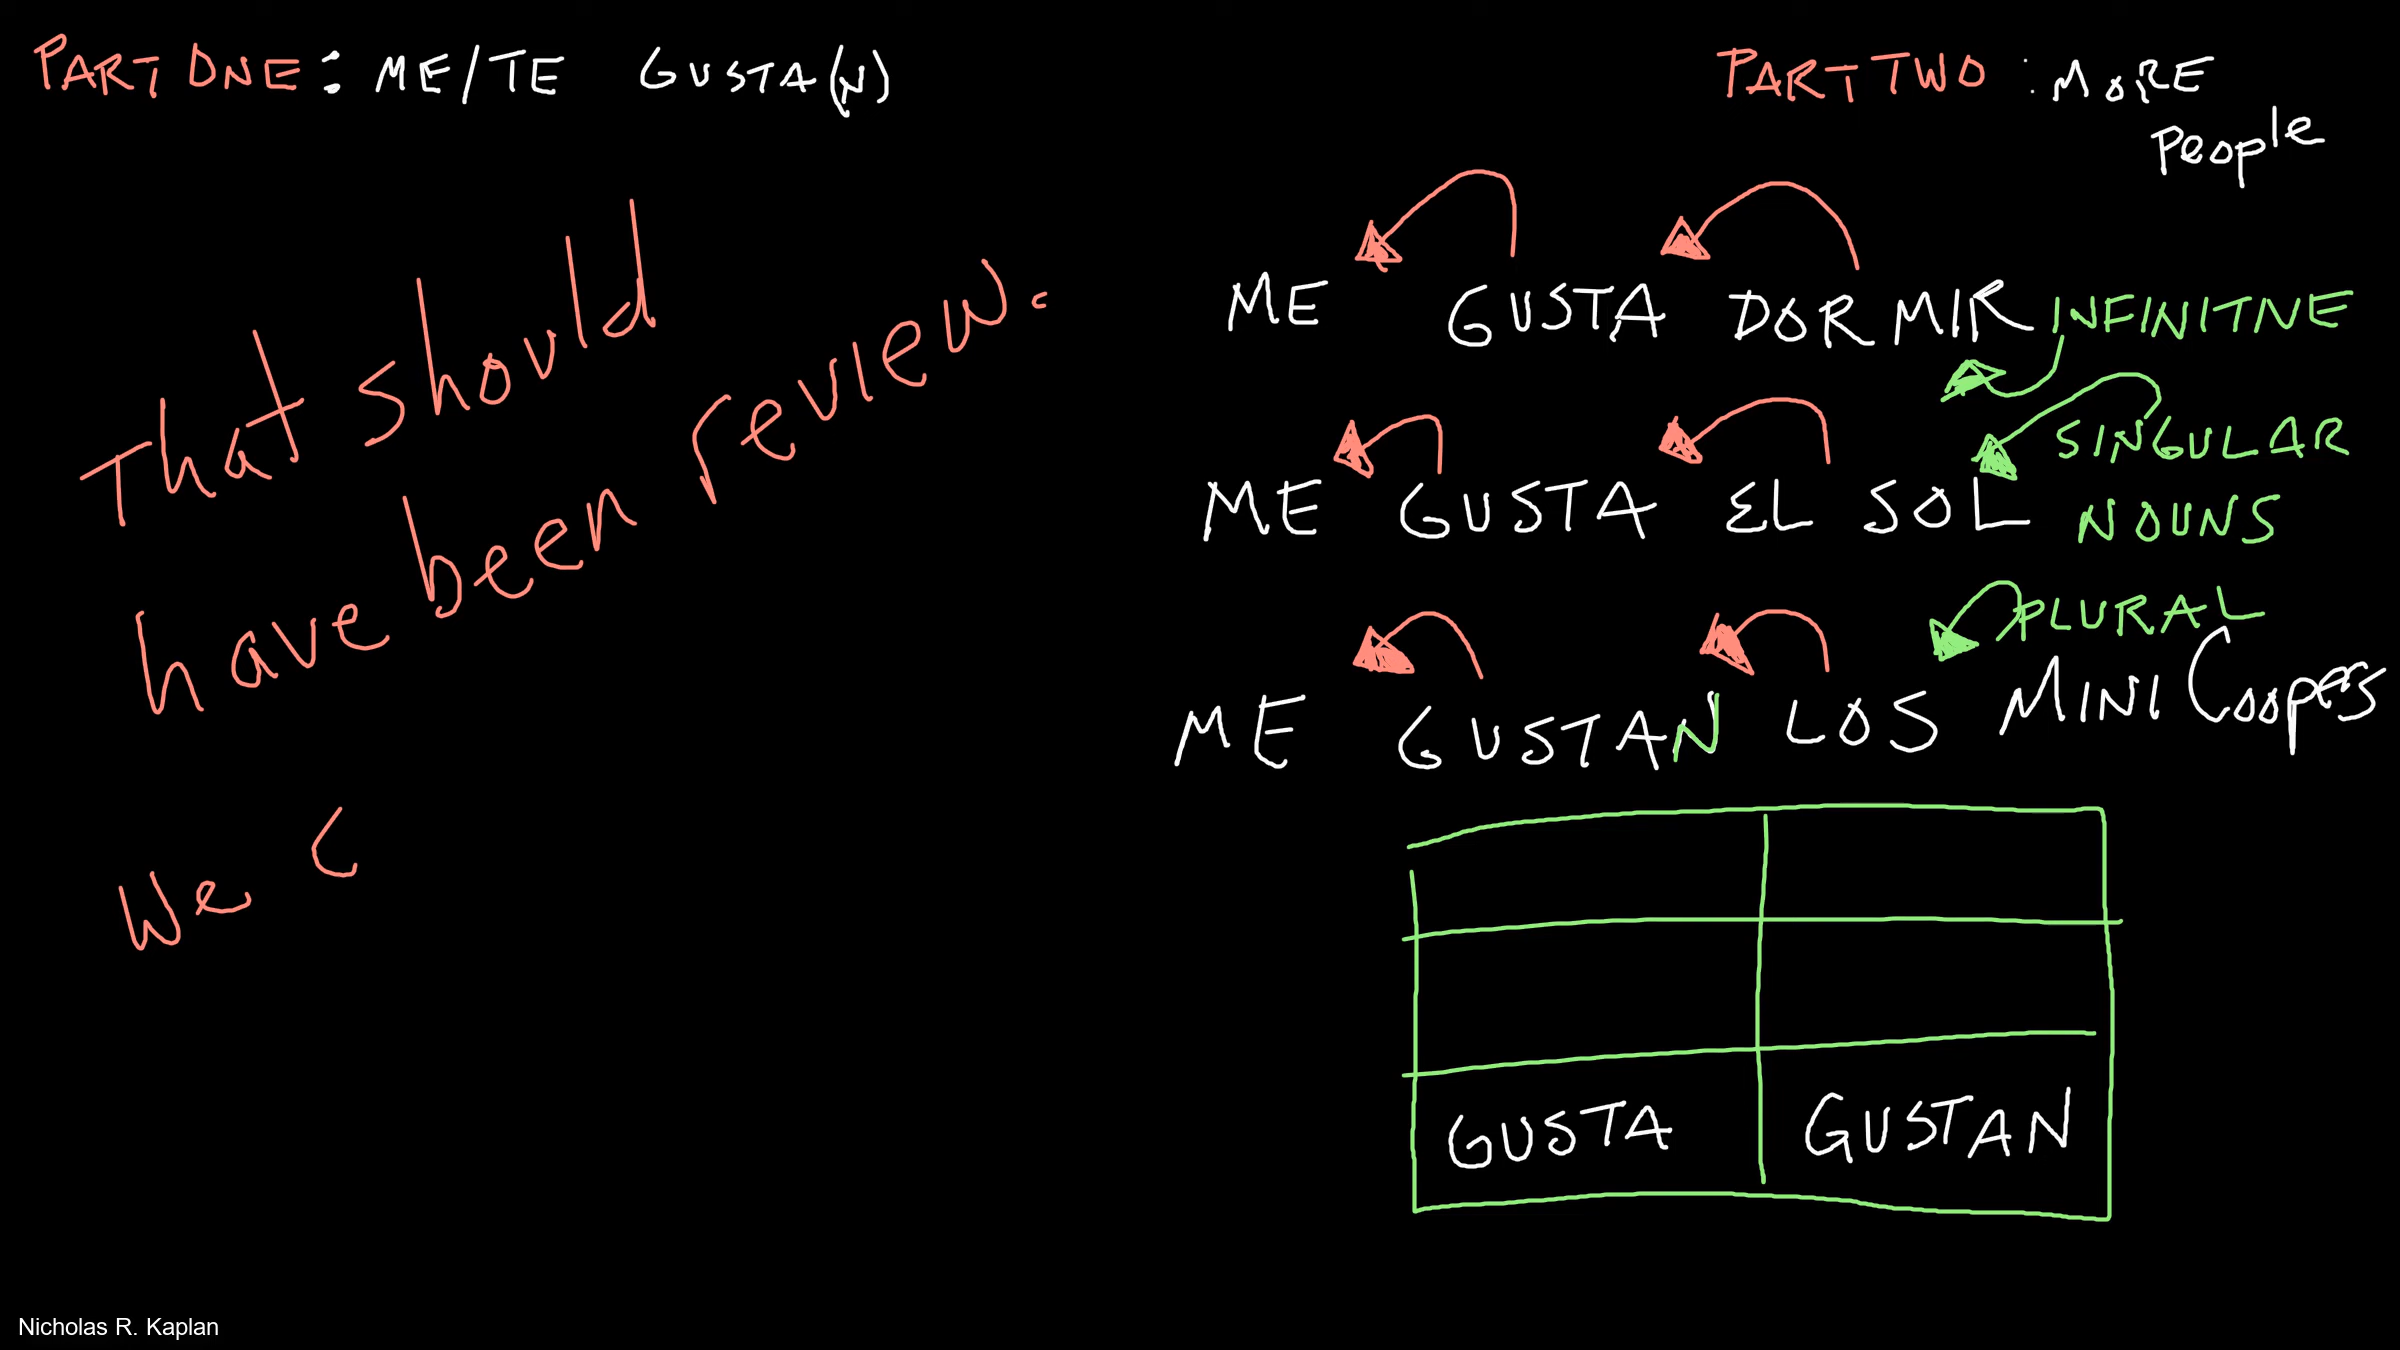 PART ONE: ME/TE GUSTA(N)
That should
have been review.
We C
PART TWO: MORE
People
ME GUSTA DORMIR INFINITIVE
ME GUSTA EL SOL SINGULAR
NOUNS
PLURAL
ME GUSTAN LOS MINI Coopers
GUSTA GUSTAN
Nicholas R. Kaplan